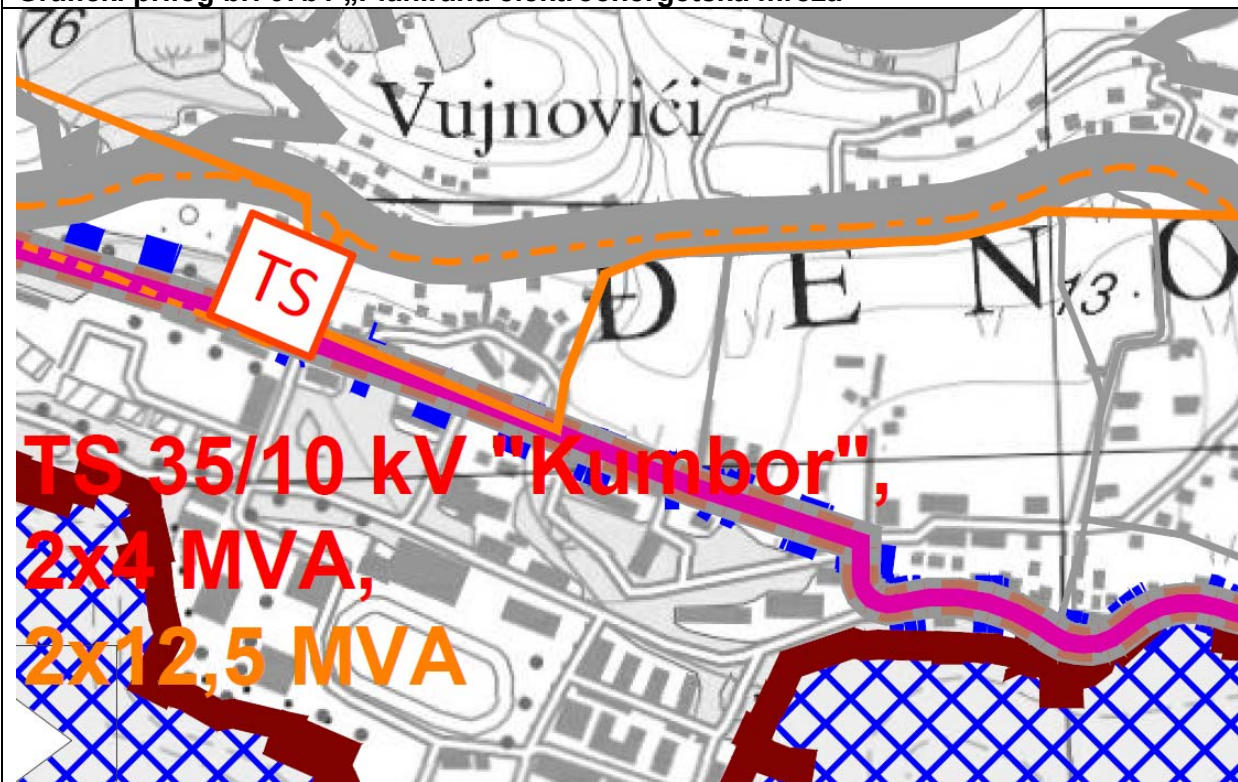 76
Vujnovići
TS
Đ E N O
13
TS 35/10 kV "Kumbor",
2x4 MVA,
2x12,5 MVA